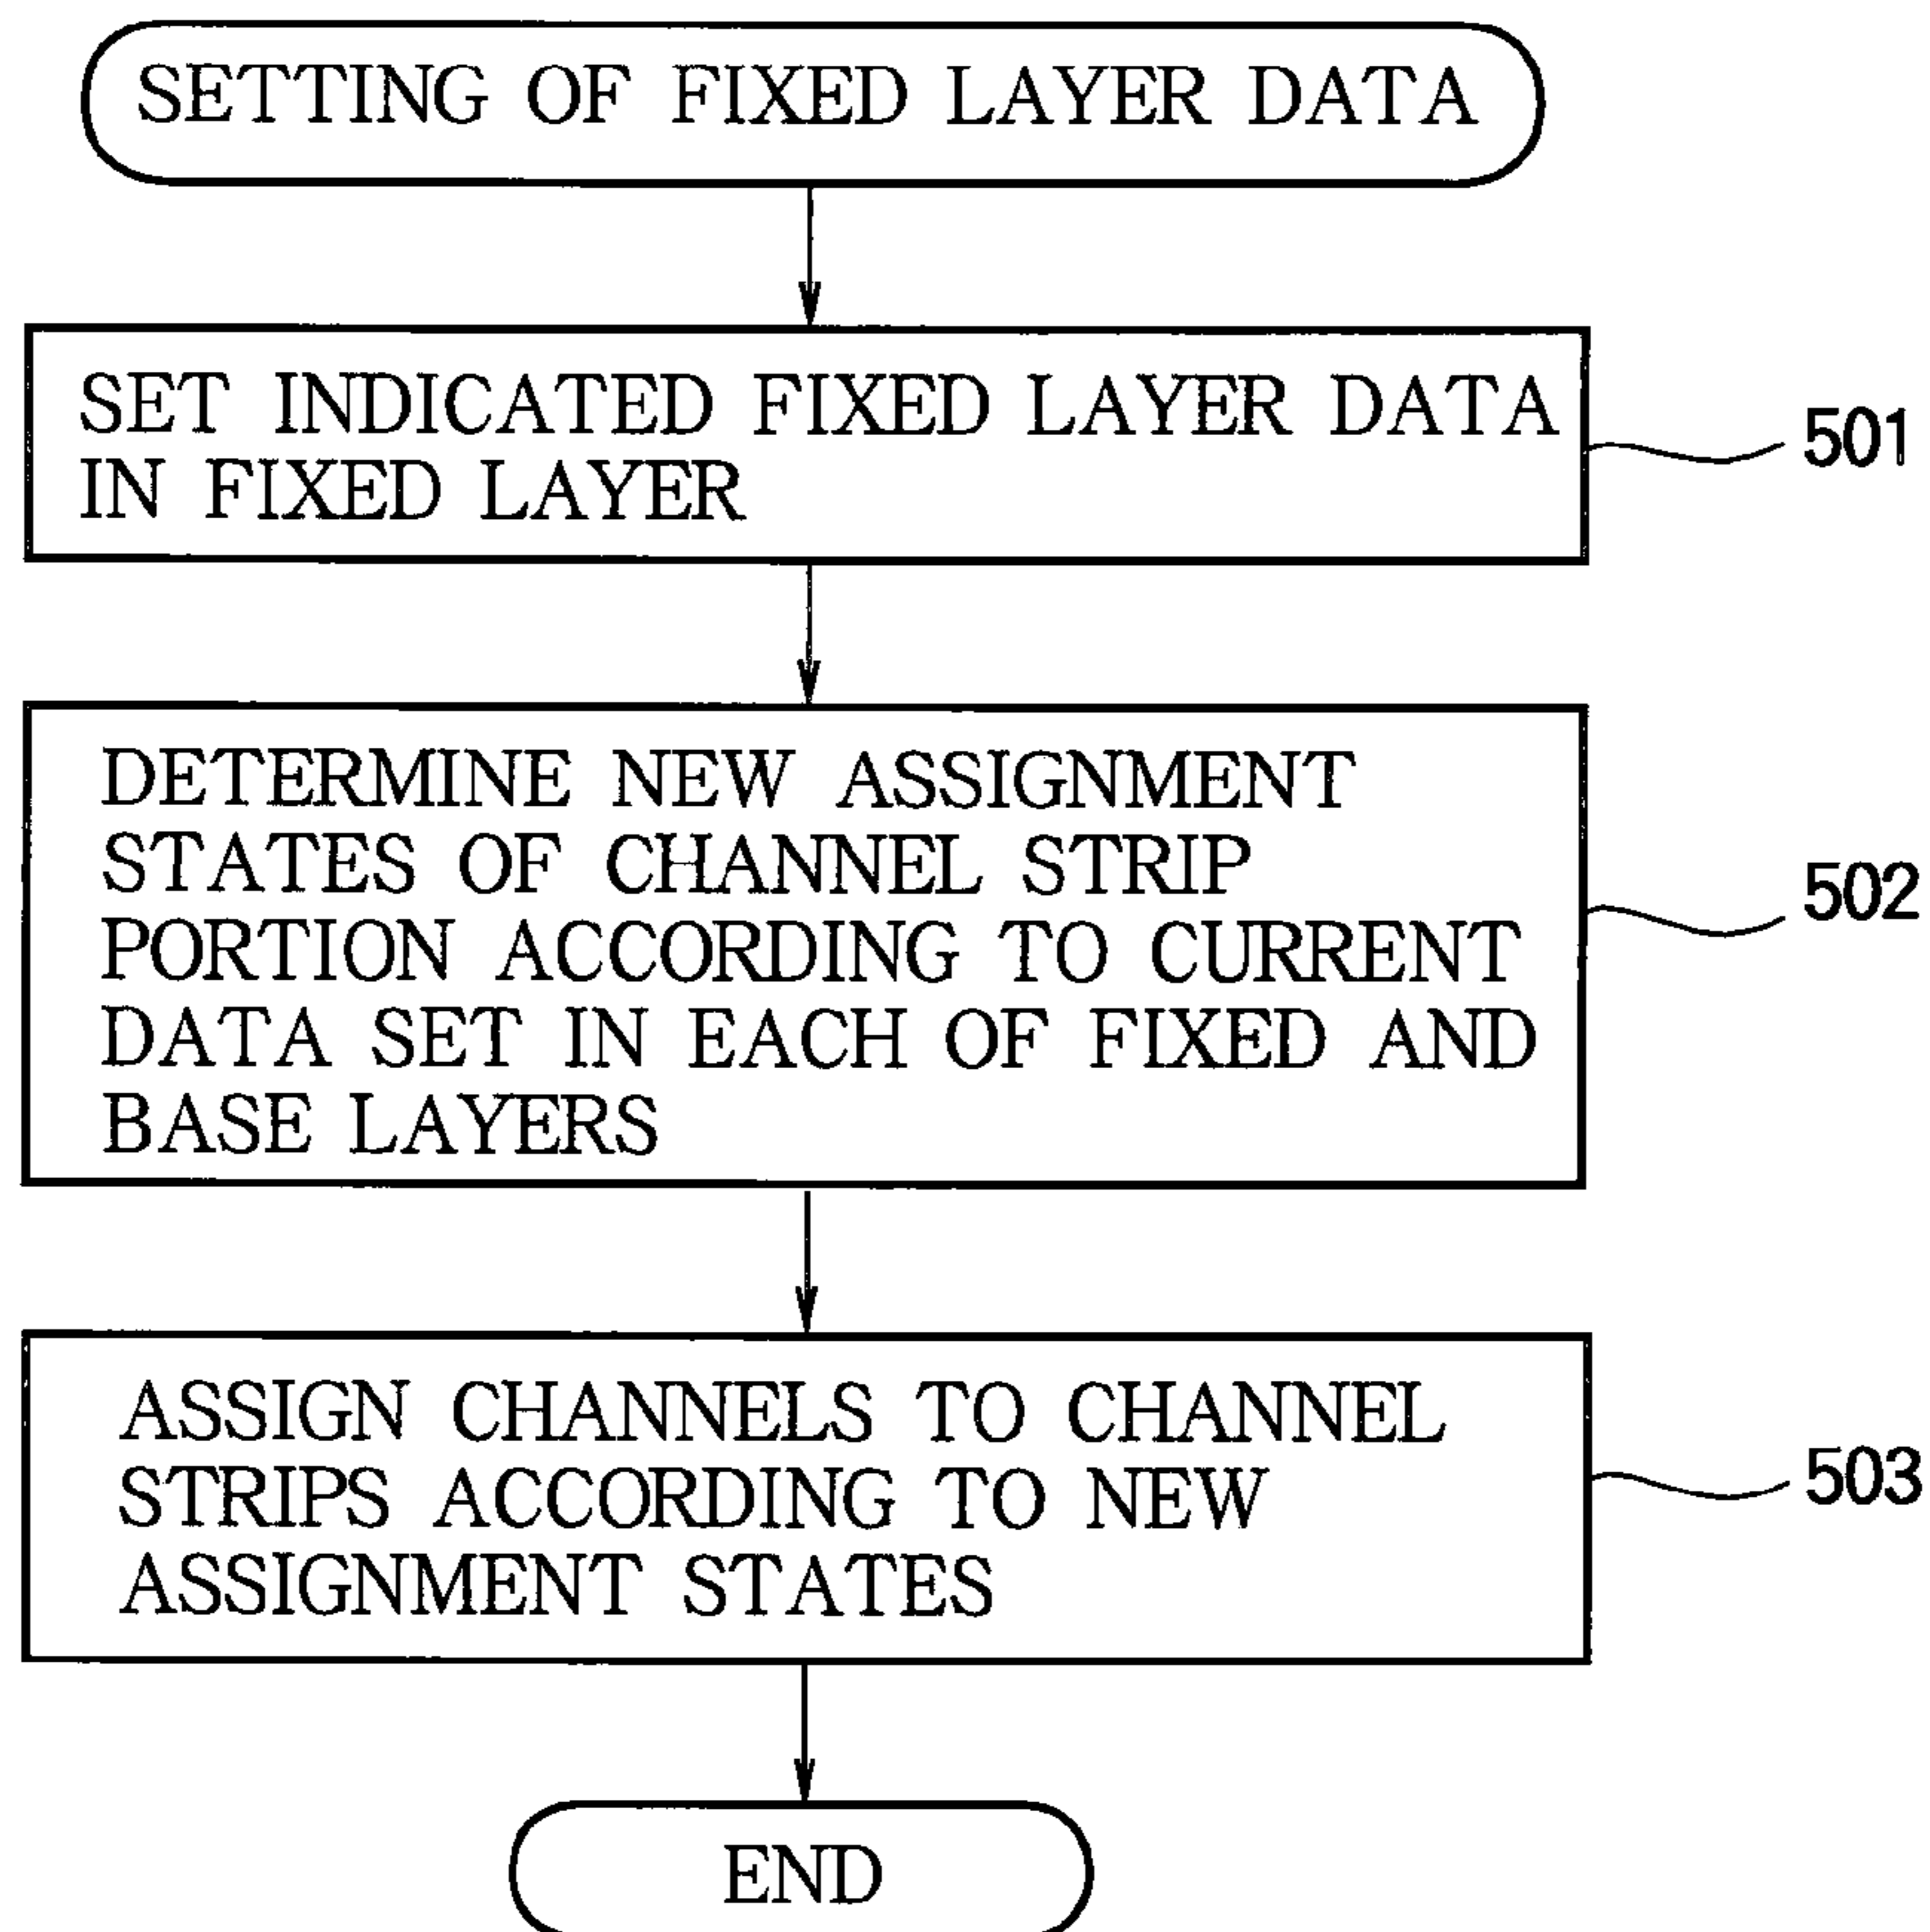 SETTING OF FIXED LAYER DATA
SET INDICATED FIXED LAYER DATA
IN FIXED LAYER
501
DETERMINE NEW ASSIGNMENT
STATES OF CHANNEL STRIP
PORTION ACCORDING TO CURRENT
DATA SET IN EACH OF FIXED AND
BASE LAYERS
502
ASSIGN CHANNELS TO CHANNEL
STRIPS ACCORDING TO NEW
ASSIGNMENT STATES
503
END